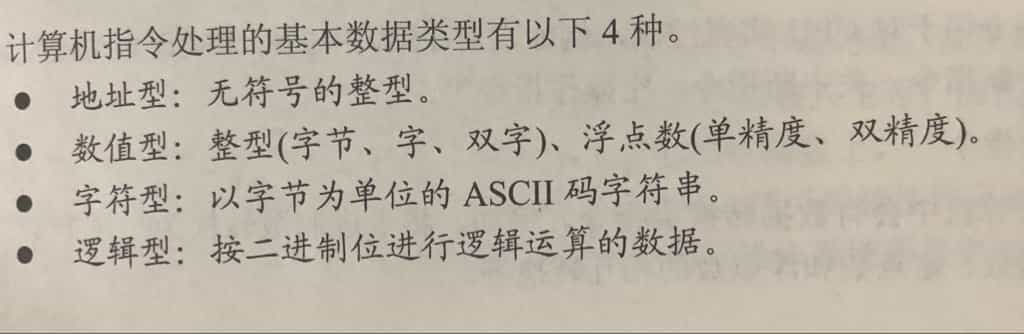 计算机指令处理的基本数据类型有以下 4 种。
● 地址型：无符号的整型。
● 数值型：整型(字节、字、双字)、浮点数(单精度、双精度)。
● 字符型：以字节为单位的 ASCII 码字符串。
● 逻辑型：按二进制位进行逻辑运算的数据。